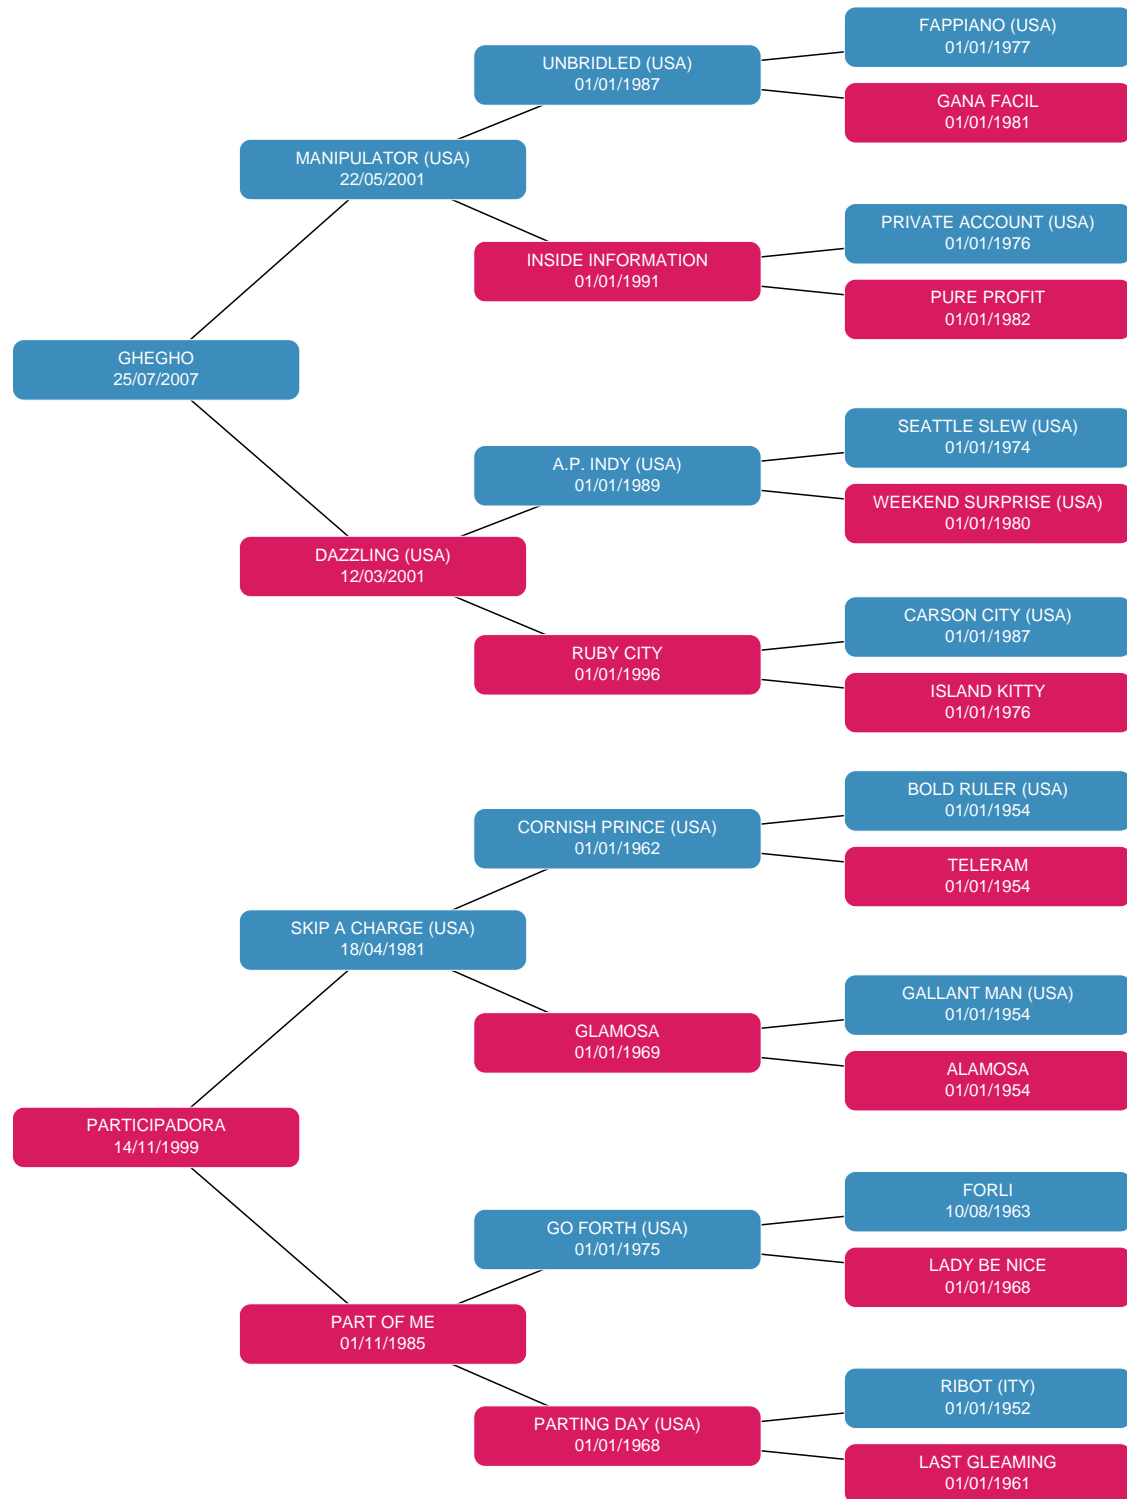 FAPPIANO (USA)
01/01/1977
UNBRIDLED (USA)
01/01/1987
GANA FACIL
01/01/1981
MANIPULATOR (USA)
22/05/2001
PRIVATE ACCOUNT (USA)
01/01/1976
INSIDE INFORMATION
01/01/1991
PURE PROFIT
01/01/1982
GHEGHO
25/07/2007
SEATTLE SLEW (USA)
01/01/1974
A.P. INDY (USA)
01/01/1989
WEEKEND SURPRISE (USA)
01/01/1980
DAZZLING (USA)
12/03/2001
CARSON CITY (USA)
01/01/1987
RUBY CITY
01/01/1996
ISLAND KITTY
01/01/1976
BOLD RULER (USA)
01/01/1954
CORNISH PRINCE (USA)
01/01/1962
TELERAM
01/01/1954
SKIP A CHARGE (USA)
18/04/1981
GALLANT MAN (USA)
01/01/1954
GLAMOSA
01/01/1969
ALAMOSA
01/01/1954
PARTICIPADORA
14/11/1999
FORLI
10/08/1963
GO FORTH (USA)
01/01/1975
LADY BE NICE
01/01/1968
PART OF ME
01/11/1985
RIBOT (ITY)
01/01/1952
PARTING DAY (USA)
01/01/1968
LAST GLEAMING
01/01/1961